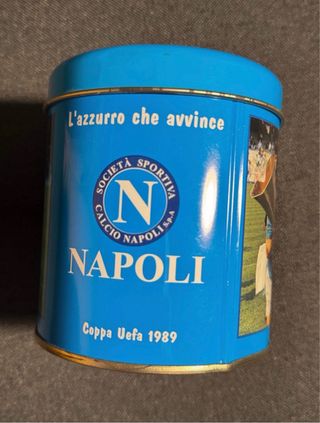 L'azzurro che avvince
SOCIETÀ SPORTIVA
N
CALCIO NAPOLI S.p.A
NAPOLI
Coppa Uefa 1989